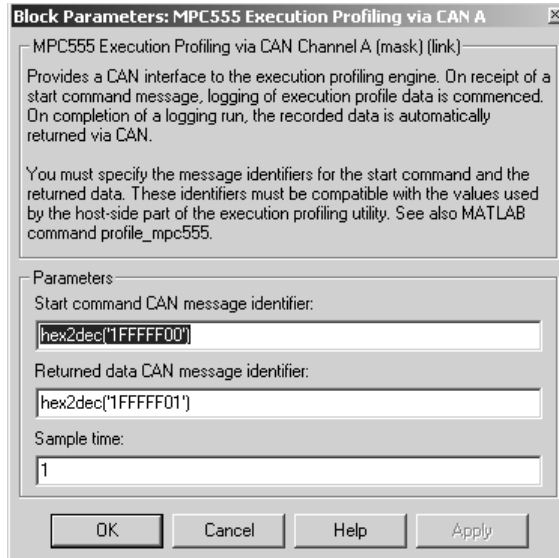 Block Parameters: MPC555 Execution Profiling via CAN A
MPC555 Execution Profiling via CAN Channel A (mask) (link)
Provides a CAN interface to the execution profiling engine. On receipt of a
start command message, logging of execution profile data is commenced.
On completion of a logging run, the recorded data is automatically
returned via CAN.
You must specify the message identifiers for the start command and the
returned data. These identifiers must be compatible with the values used
by the host-side part of the execution profiling utility. See also MATLAB
command profile_mpc555.
Parameters
Start command CAN message identifier:
hex2dec('1FFFFF00')
Returned data CAN message identifier:
hex2dec('1FFFFF01')
Sample time:
1
OK Cancel Help Apply